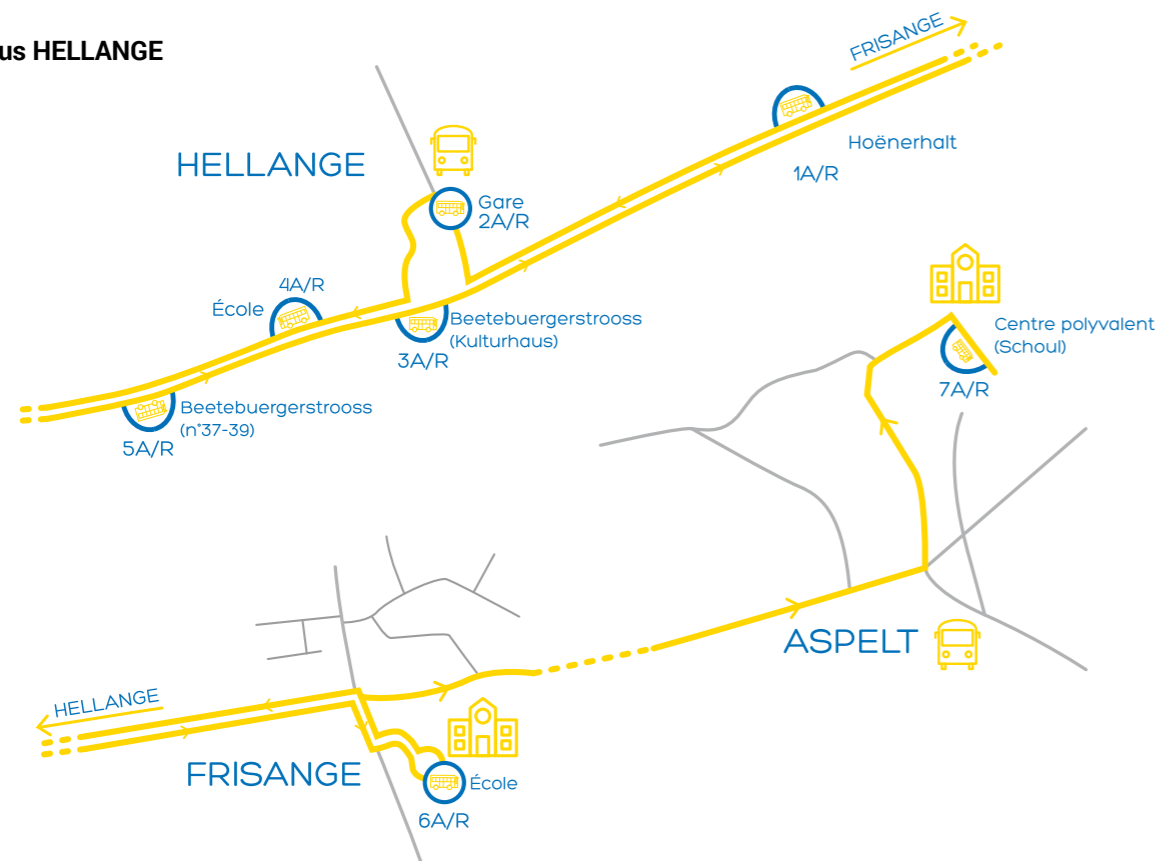 us HELLANGE
FRISANGE
Hoënerhalt
1A/R
HELLANGE
Gare
2A/R
4A/R
École
Beetebuergerstrooss
(Kulturhaus)
3A/R
Beetebuergerstrooss
(n°37-39)
5A/R
Centre polyvalent
(Schoul)
7A/R
ASPELT
HELLANGE
FRISANGE
École
6A/R